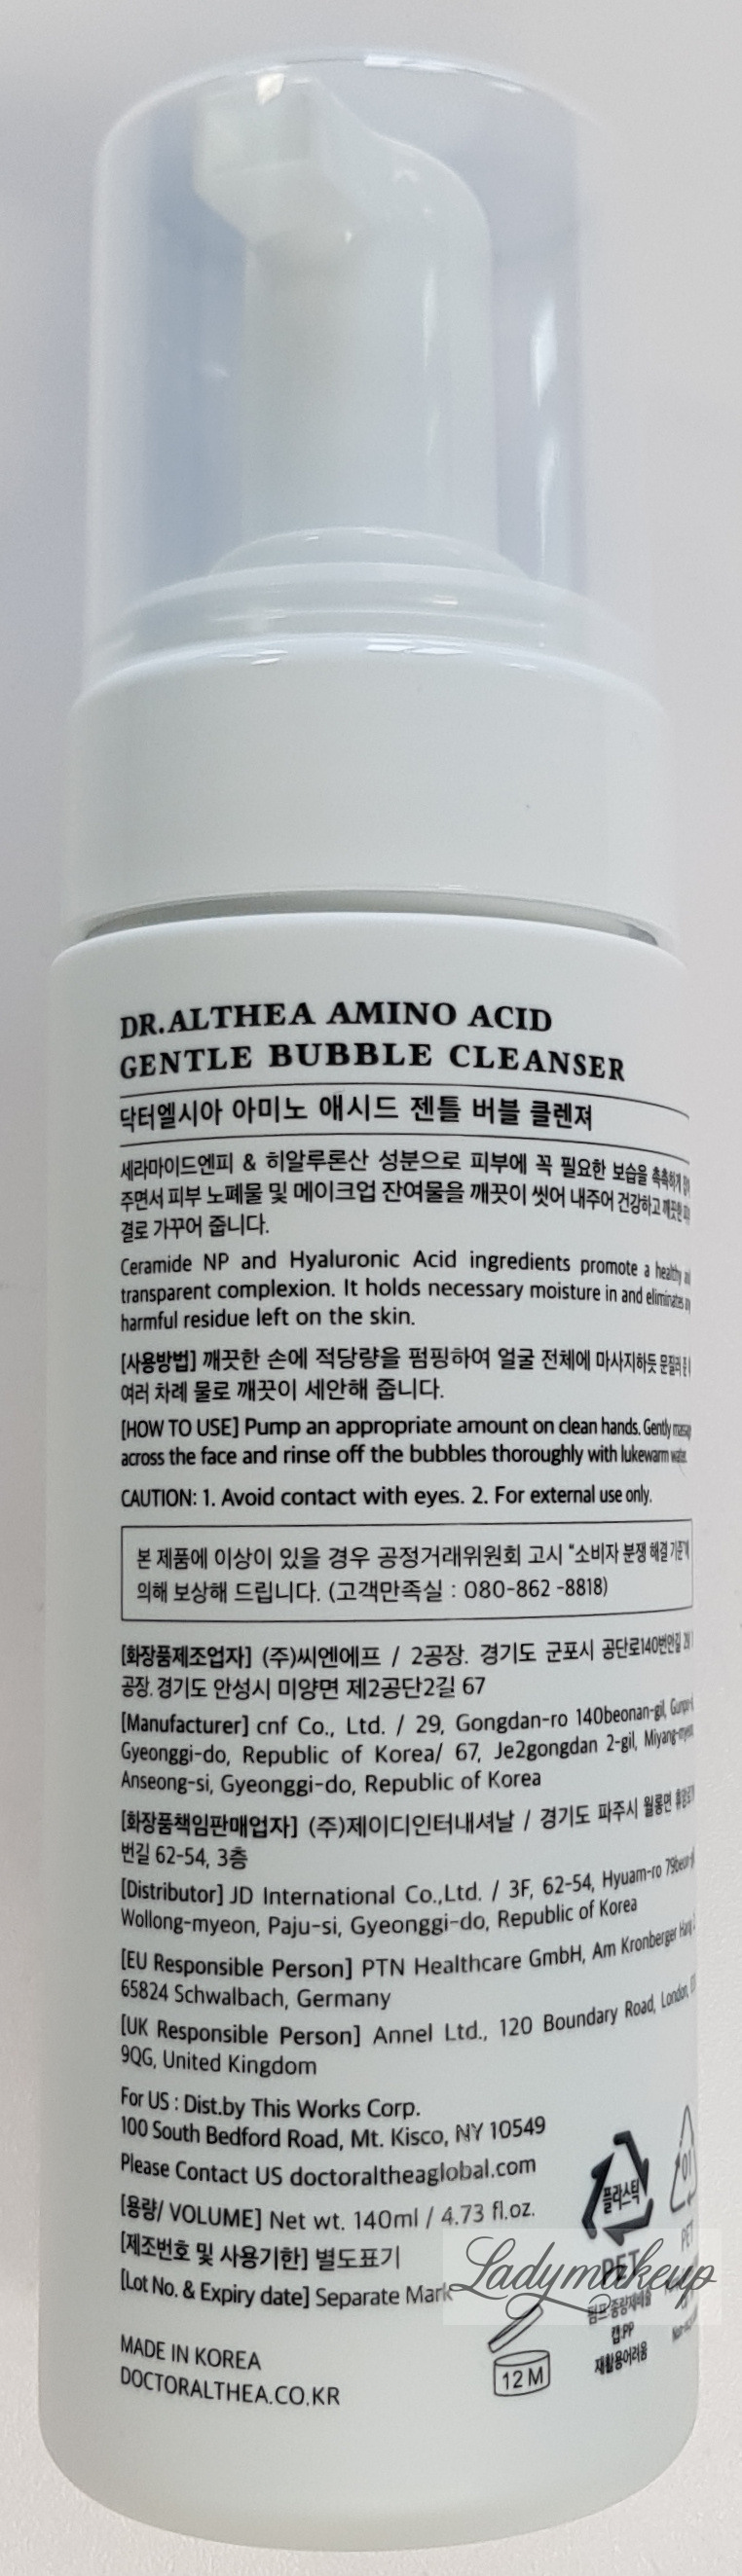 DR.ALTHEA AMINO ACID
GENTLE BUBBLE CLEANSER
닥터엘시아 아미노 애시드 젠틀 버블 클렌져
세라마이드엔피 & 히알루론산 성분으로 피부에 꼭 필요한 보습을 촉촉하게
주면서 피부 노폐물 및 메이크업 잔여물을 깨끗이 씻어 내주어 건강하고 깨끗한
결로 가꾸어 줍니다.
Ceramide NP and Hyaluronic Acid ingredients promote a healthy
transparent complexion. It holds necessary moisture in and eliminates
harmful residue left on the skin.
[사용방법] 깨끗한 손에 적당량을 펌핑하여 얼굴 전체에 마사지하듯 문질러
여러 차례 물로 깨끗이 세안해 줍니다.
[HOW TO USE] Pump an appropriate amount on clean hands. Gently massage
across the face and rinse off the bubbles thoroughly with lukewarm water.
CAUTION: 1. Avoid contact with eyes. 2. For external use only.
본 제품에 이상이 있을 경우 공정거래위원회 고시 "소비자 분쟁 해결 기준"에
의해 보상해 드립니다. (고객만족실 : 080-862 -8818)
[화장품제조업자] (주)씨엔에프 / 2공장. 경기도 군포시 공단로140번안길
공장. 경기도 안성시 미양면 제2공단2길 67
[Manufacturer] cnf Co., Ltd. / 29, Gongdan-ro 140beonan-gil,
Gyeonggi-do, Republic of Korea/ 67, Je2gongdan 2-gil, Miyang-myeon,
Anseong-si, Gyeonggi-do, Republic of Korea
[화장품책임판매업자] (주)제이디인터내셔날 / 경기도 파주시 월롱면
번길 62-54, 3층
[Distributor] JD International Co.,Ltd. / 3F, 62-54, Hyuam-ro
Wollong-myeon, Paju-si, Gyeonggi-do, Republic of Korea
[EU Responsible Person] PTN Healthcare GmbH, Am Kronberger
65824 Schwalbach, Germany
[UK Responsible Person] Annel Ltd., 120 Boundary Road, London,
9QG, United Kingdom
For US : Dist.by This Works Corp.
100 South Bedford Road, Mt. Kisco, NY 10549
Please Contact US doctoraltheaglobal.com
[용량/ VOLUME] Net wt. 140ml / 4.73 fl.oz.
[제조번호 및 사용기한] 별도표기
[Lot No. & Expiry date] Separate Mark
MADE IN KOREA
DOCTORALTHEA.CO.KR
12 M
플라스틱
PET
캡:PP
재활용어려움
01
PET
Ladymakeup